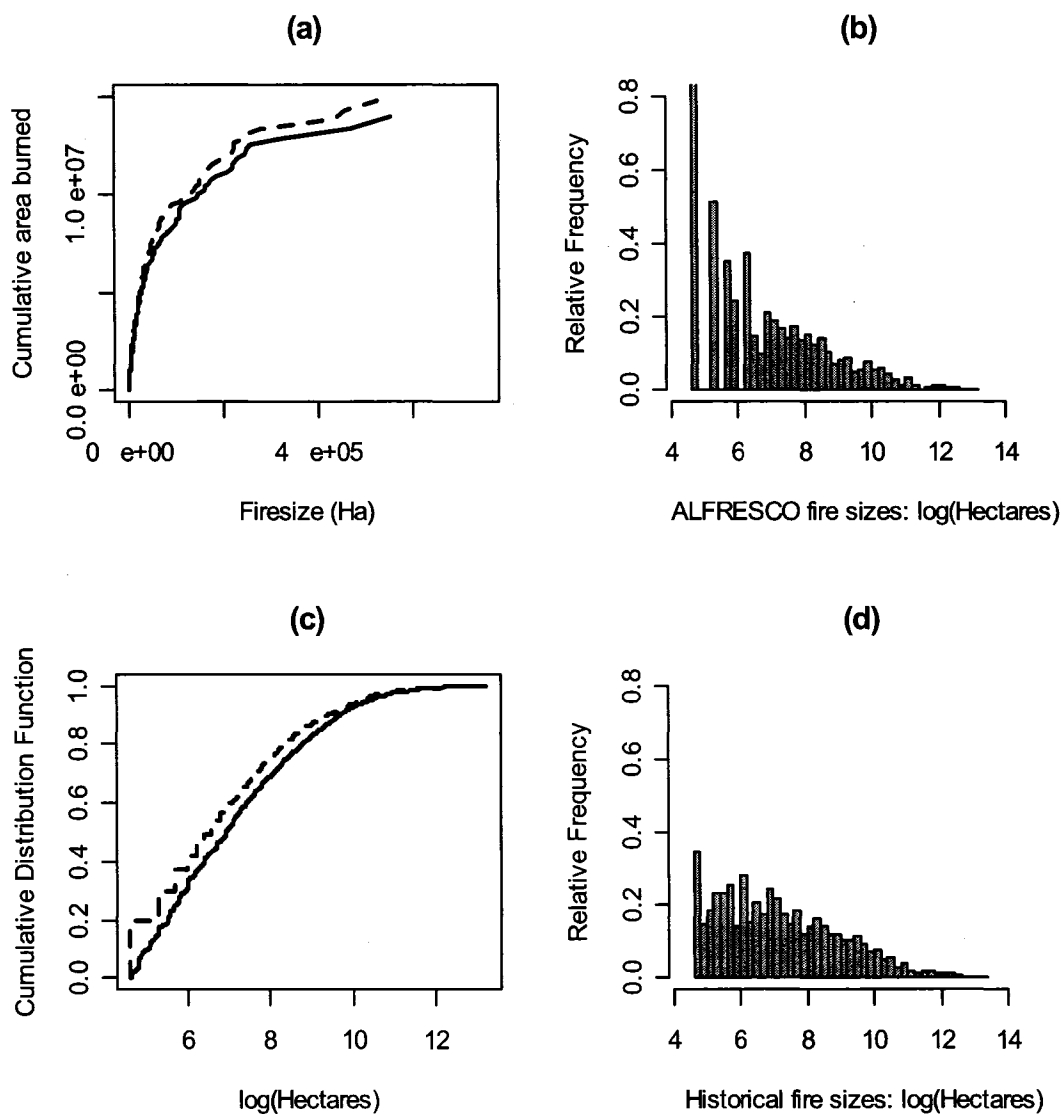 (a)
Cumulative area burned
0.0 e+00
1.0 e+07
0 e+00
4 e+05
Firesize (Ha)
(b)
Relative Frequency
0.0
0.2
0.4
0.6
0.8
4 6 8 10 12 14
ALFRESCO fire sizes: log(Hectares)
(c)
Cumulative Distribution Function
0.0
0.2
0.4
0.6
0.8
1.0
6 8 10 12
log(Hectares)
(d)
Relative Frequency
0.0
0.2
0.4
0.6
0.8
4 6 8 10 12 14
Historical fire sizes: log(Hectares)